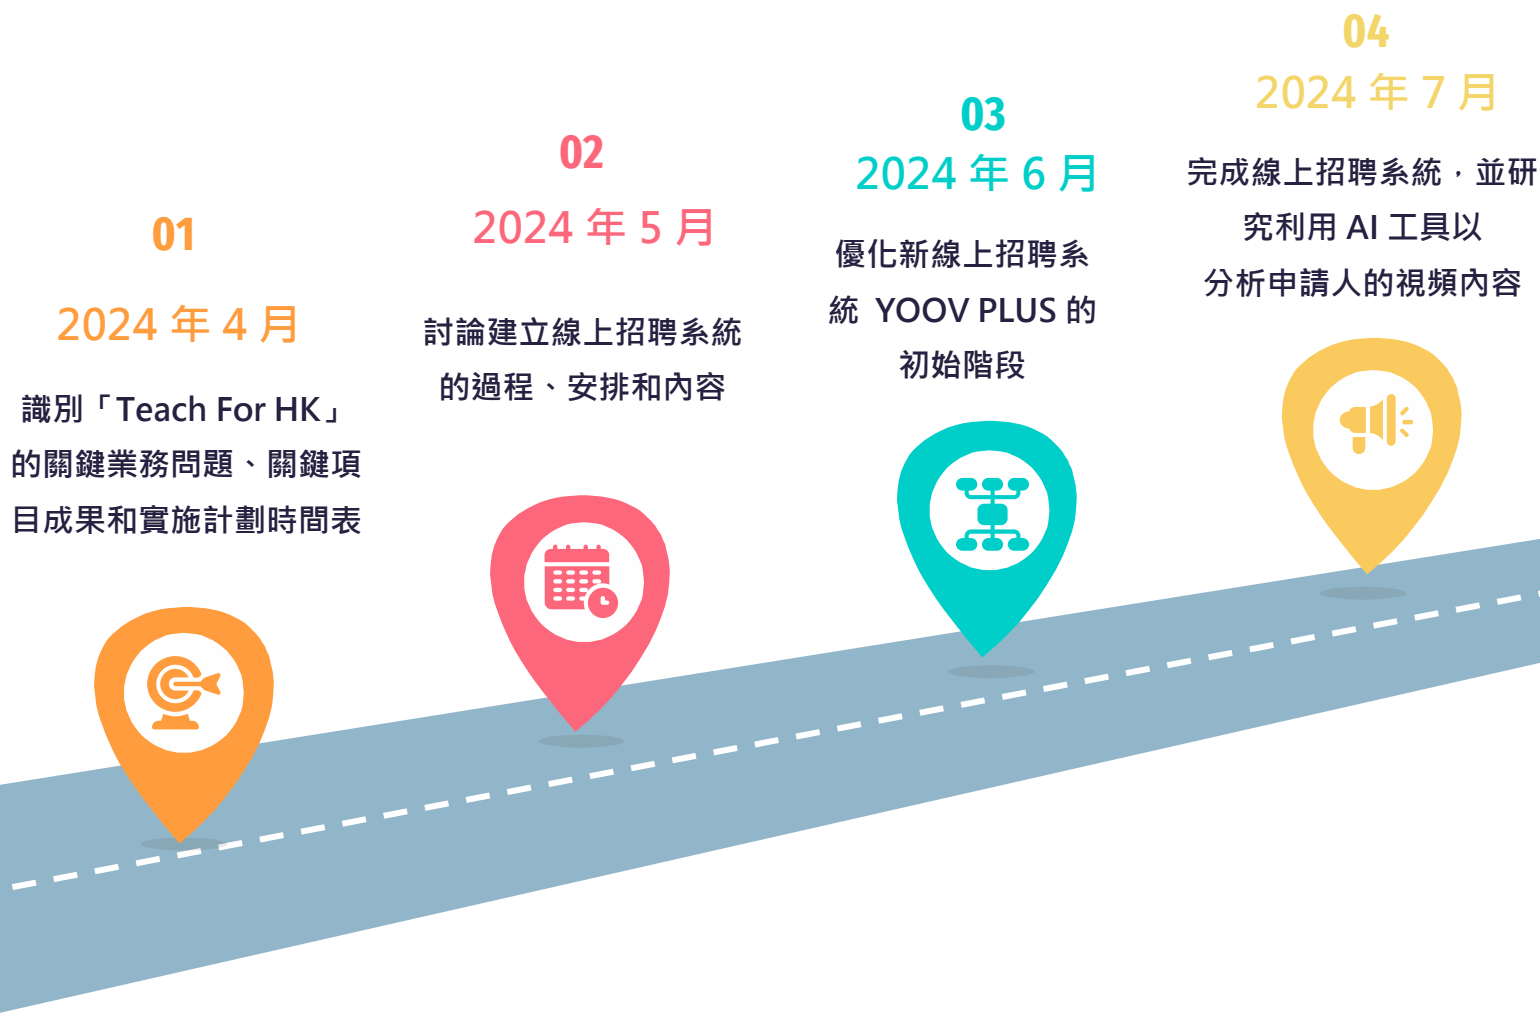 01
2024 年 4 月
識別「Teach For HK」
的關鍵業務問題、關鍵項
目成果和實施計劃時間表
02
2024 年 5 月
討論建立線上招聘系統
的過程、安排和內容
03
2024 年 6 月
優化新線上招聘系
統 YOOV PLUS 的
初始階段
04
2024 年 7 月
完成線上招聘系統，並研
究利用 AI 工具以
分析申請人的視頻內容